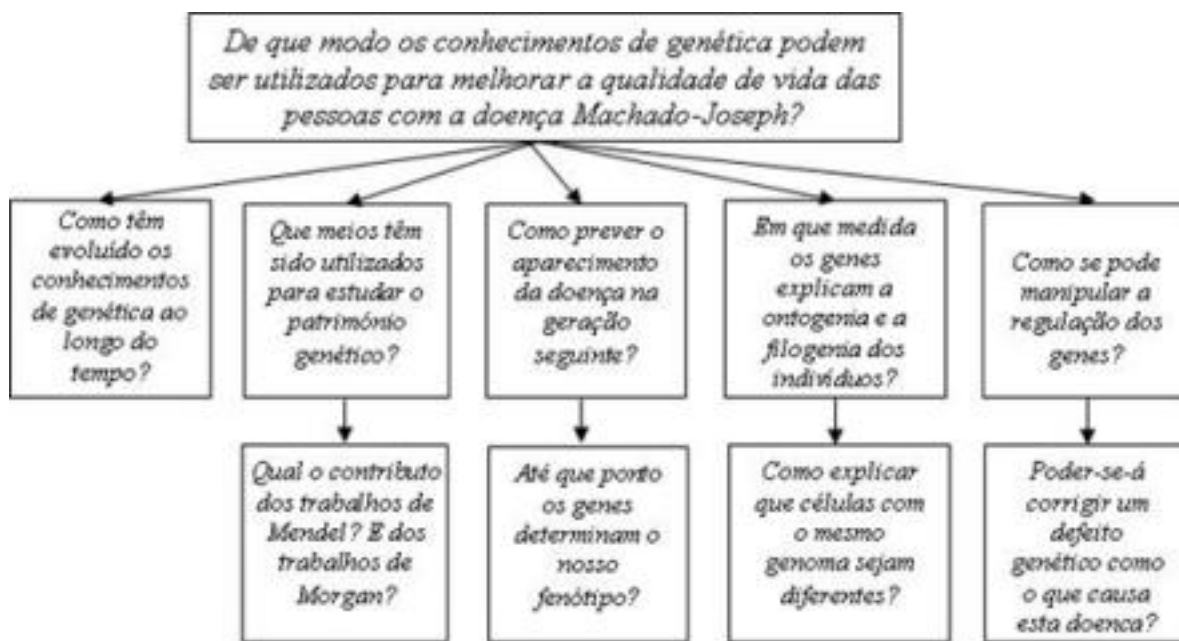 De que modo os conhecimentos de genética podem
ser utilizados para melhorar a qualidade de vida das
pessoas com a doença Machado-Joseph?
Como têm
evoluído os
conhecimentos
de genética ao
longo do
tempo?
Que meios têm
sido utilizados
para estudar o
património
genético?
Como prever o
aparecimento
da doença na
geração
seguinte?
Em que medida
os genes
explicam a
ontogenia e a
filogenia dos
indivíduos?
Como se pode
manipular a
regulação dos
genes?
Qual o contributo
dos trabalhos de
Mendel? E dos
trabalhos de
Morgan?
Até que ponto
os genes
determinam o
nosso
fenótipo?
Como explicar
que células com
o mesmo
genoma sejam
diferentes?
Poder-se-á
corrigir um
defeito
genético como
o que causa
esta doenca?